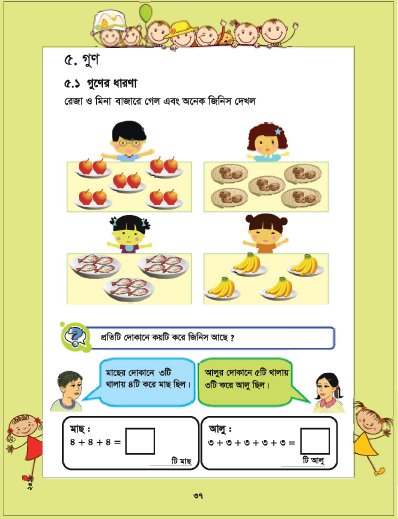 ৫. গুণ
৫.১ গুণের ধারণা
রেজা ও মিনা বাজারে গেল এবং অনেক জিনিস দেখল
প্রতিটি দোকানে কয়টি করে জিনিস আছে ?
মাছের দোকানে ৩টি
থালায় ৪টি করে মাছ ছিল।
আলুর দোকানে ৫টি থালায়
৩টি করে আলু ছিল।
মাছ :
৪ + ৪ + ৪ =
টি মাছ
আলু :
৩ + ৩ + ৩ + ৩ + ৩ =
টি আলু
৩৭